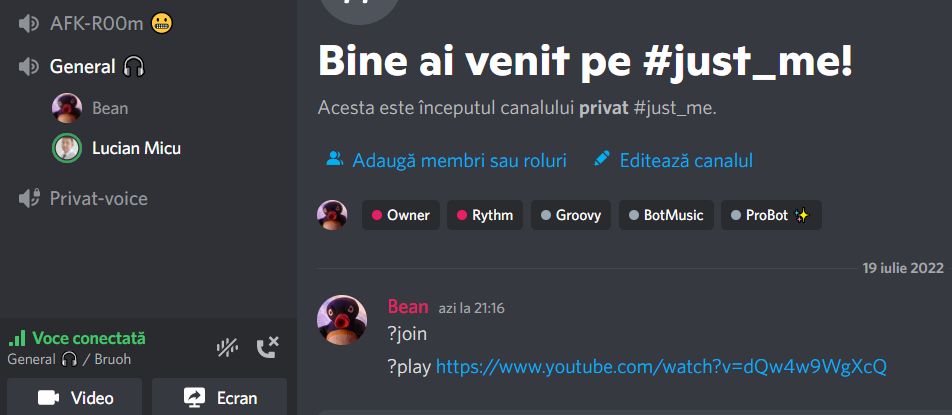 AFK-R00m 😬
General 🎧
Bean
Lucian Micu
Privat-voice
Voce conectată
General 🎧 / Bruoh
Video
Ecran
Bine ai venit pe #just_me!
Acesta este începutul canalului privat #just_me.
Adaugă membri sau roluri
Editează canalul
Owner
Rythm
Groovy
BotMusic
ProBot ✨
19 iulie 2022
Bean azi la 21:16
?join
?play https://www.youtube.com/watch?v=dQw4w9WgXcQ